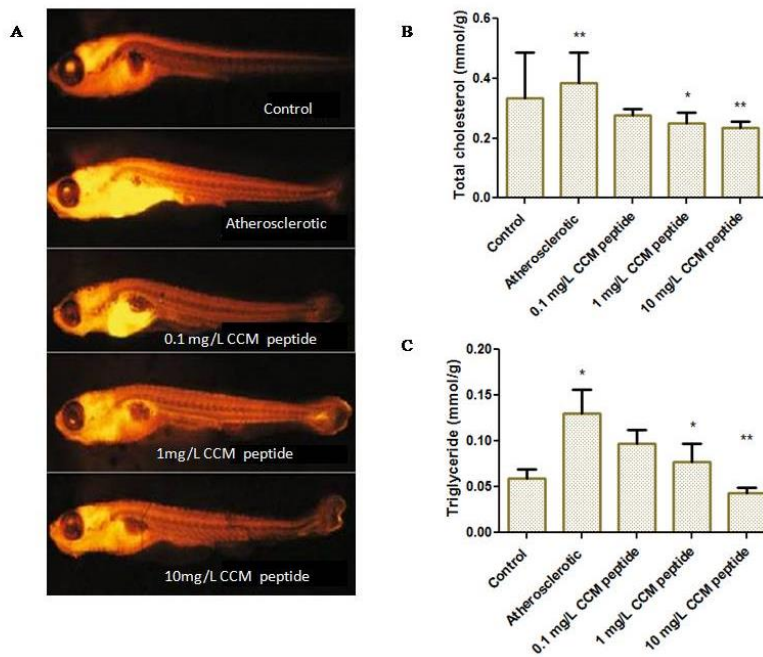 A
Control
Atherosclerotic
0.1 mg/L CCM peptide
1mg/L CCM peptide
10mg/L CCM peptide
B
Total cholesterol (mmol/g)
0.6
0.4
0.2
0.0
**
*
**
Control
Atherosclerotic
0.1 mg/L CCM peptide
1 mg/L CCM peptide
10 mg/L CCM peptide
C
Triglyceride (mmol/g)
0.20
0.15
0.10
0.05
0.00
*
*
**
Control
Atherosclerotic
0.1 mg/L CCM peptide
1 mg/L CCM peptide
10 mg/L CCM peptide